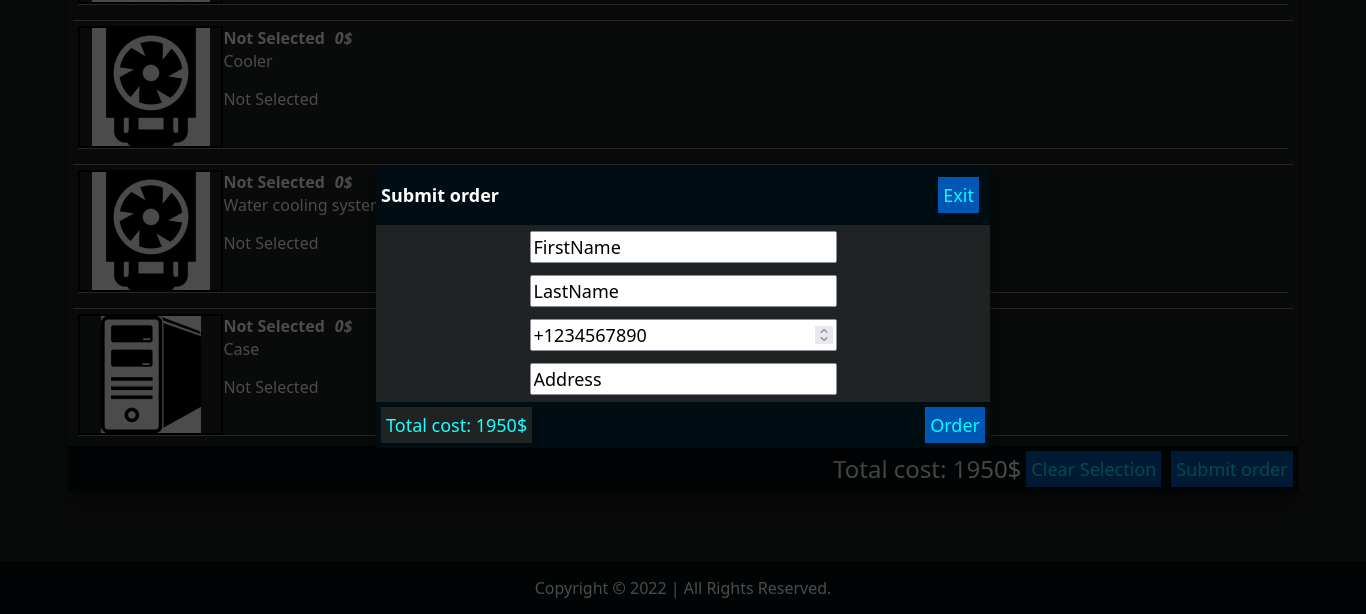 Not Selected 0$
Cooler
Not Selected
Not Selected 0$
Water cooling system
Not Selected
Submit order
Exit
FirstName
LastName
+1234567890
Address
Not Selected 0$
Case
Not Selected
Total cost: 1950$
Order
Total cost: 1950$
Clear Selection
Submit order
Copyright © 2022 | All Rights Reserved.